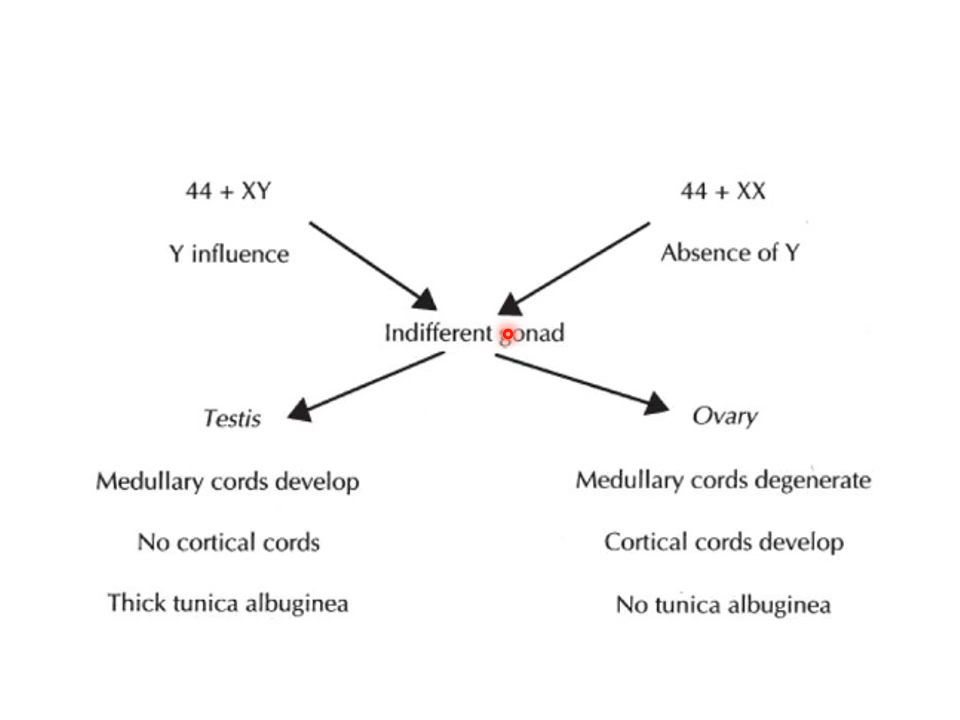 44 + XY
44 + XX
Y influence
Absence of Y
Indifferent gonad
Testis
Ovary
Medullary cords develop
Medullary cords degenerate
No cortical cords
Cortical cords develop
Thick tunica albuginea
No tunica albuginea